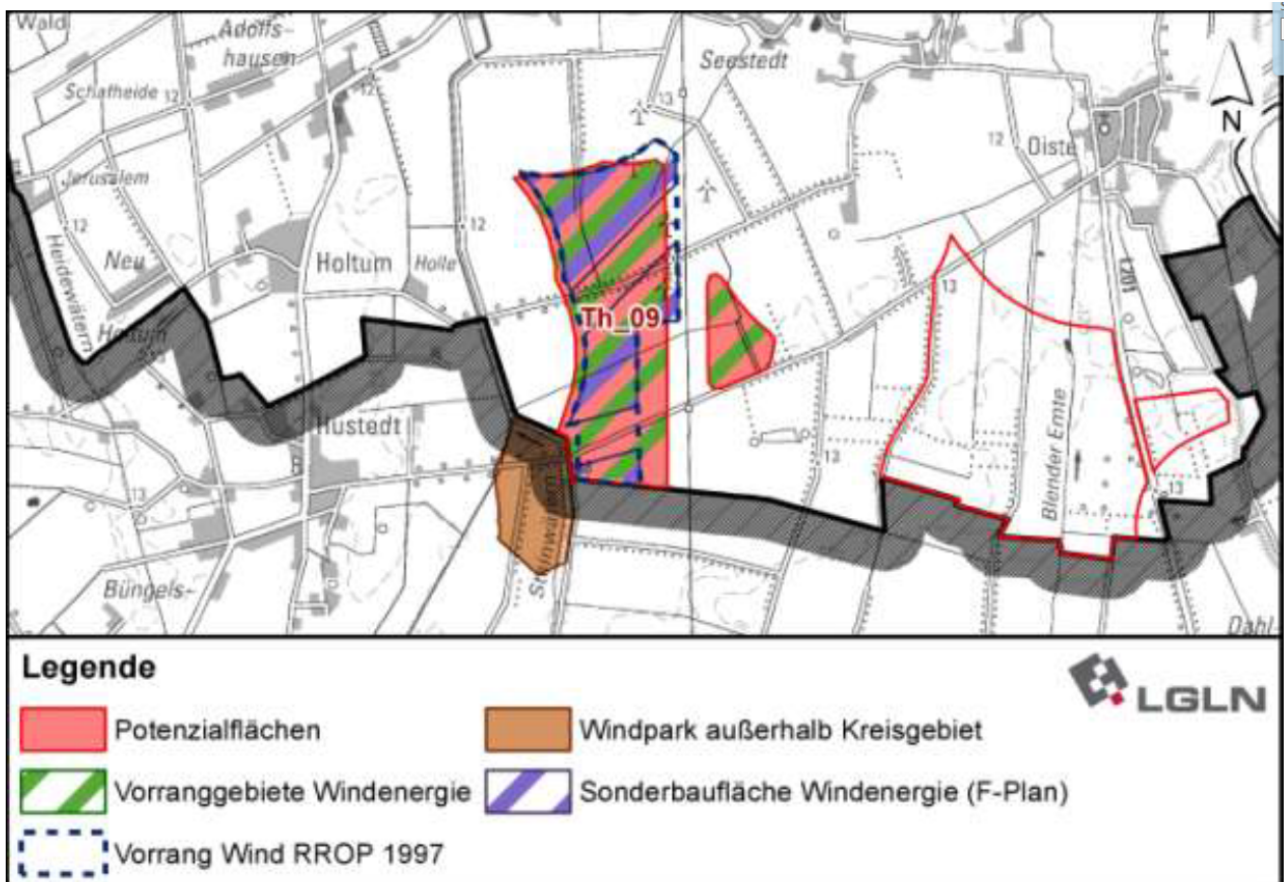 Wald
Adolfs-
hausen
Seestedt
Schafheide
12
12
13
N
Oiste
12
Jerusalem
12
12
Neu
Holtum
Holle
Heidewätern
L201
13
13
Th_09
Hustedt
Blender Emte
13
13
13
Büngels-
Dahl-
Legende
LGLN
Potenzialflächen
Windpark außerhalb Kreisgebiet
Vorranggebiete Windenergie
Sonderbaufläche Windenergie (F-Plan)
Vorrang Wind RROP 1997